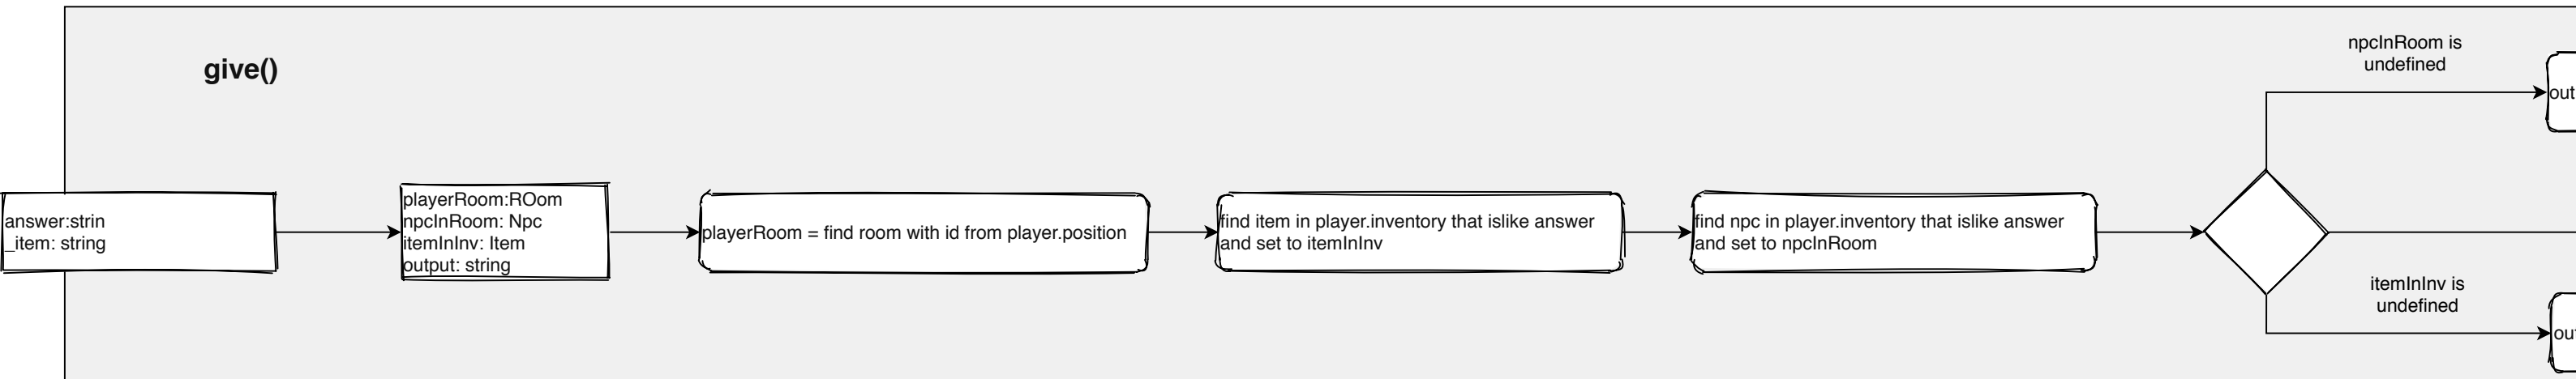 give()
answer:strin
_item: string
playerRoom:ROom
npcInRoom: Npc
itemInInv: Item
output: string
playerRoom = find room with id from player.position
find item in player.inventory that islike answer
and set to itemInInv
find npc in player.inventory that islike answer
and set to npcInRoom
npcInRoom is
undefined
out
itemInInv is
undefined